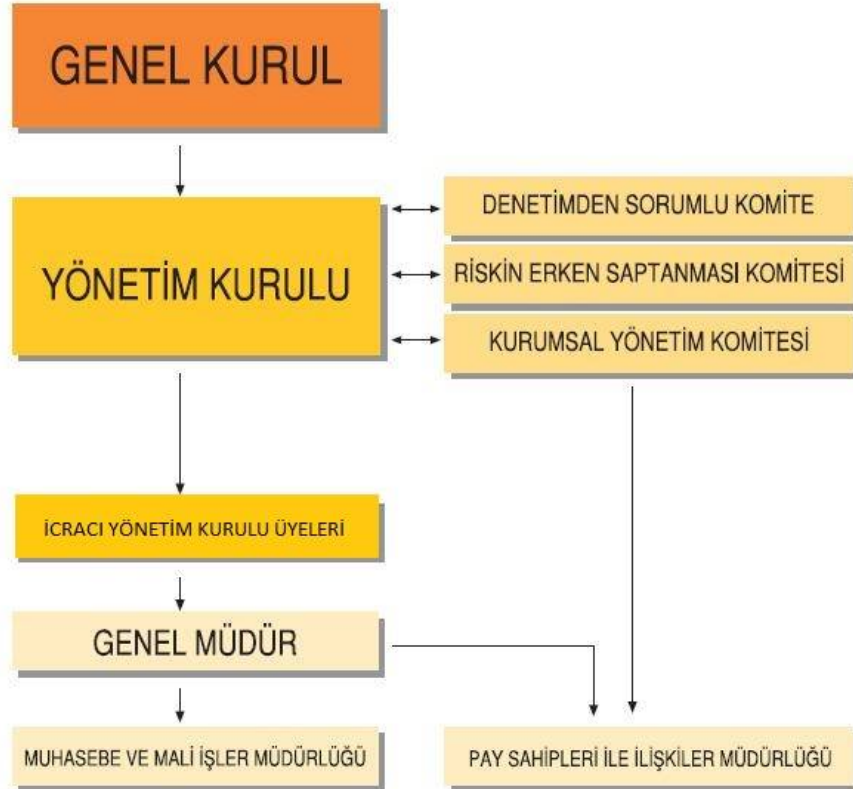 GENEL KURUL
YÖNETİM KURULU
DENETİMDEN SORUMLU KOMİTE
RİSKİN ERKEN SAPTANMASI KOMİTESİ
KURUMSAL YÖNETİM KOMİTESİ
İCRACI YÖNETİM KURULU ÜYELERİ
GENEL MÜDÜR
MUHASEBE VE MALİ İŞLER MÜDÜRLÜĞÜ
PAY SAHİPLERİ İLE İLİŞKİLER MÜDÜRLÜĞÜ